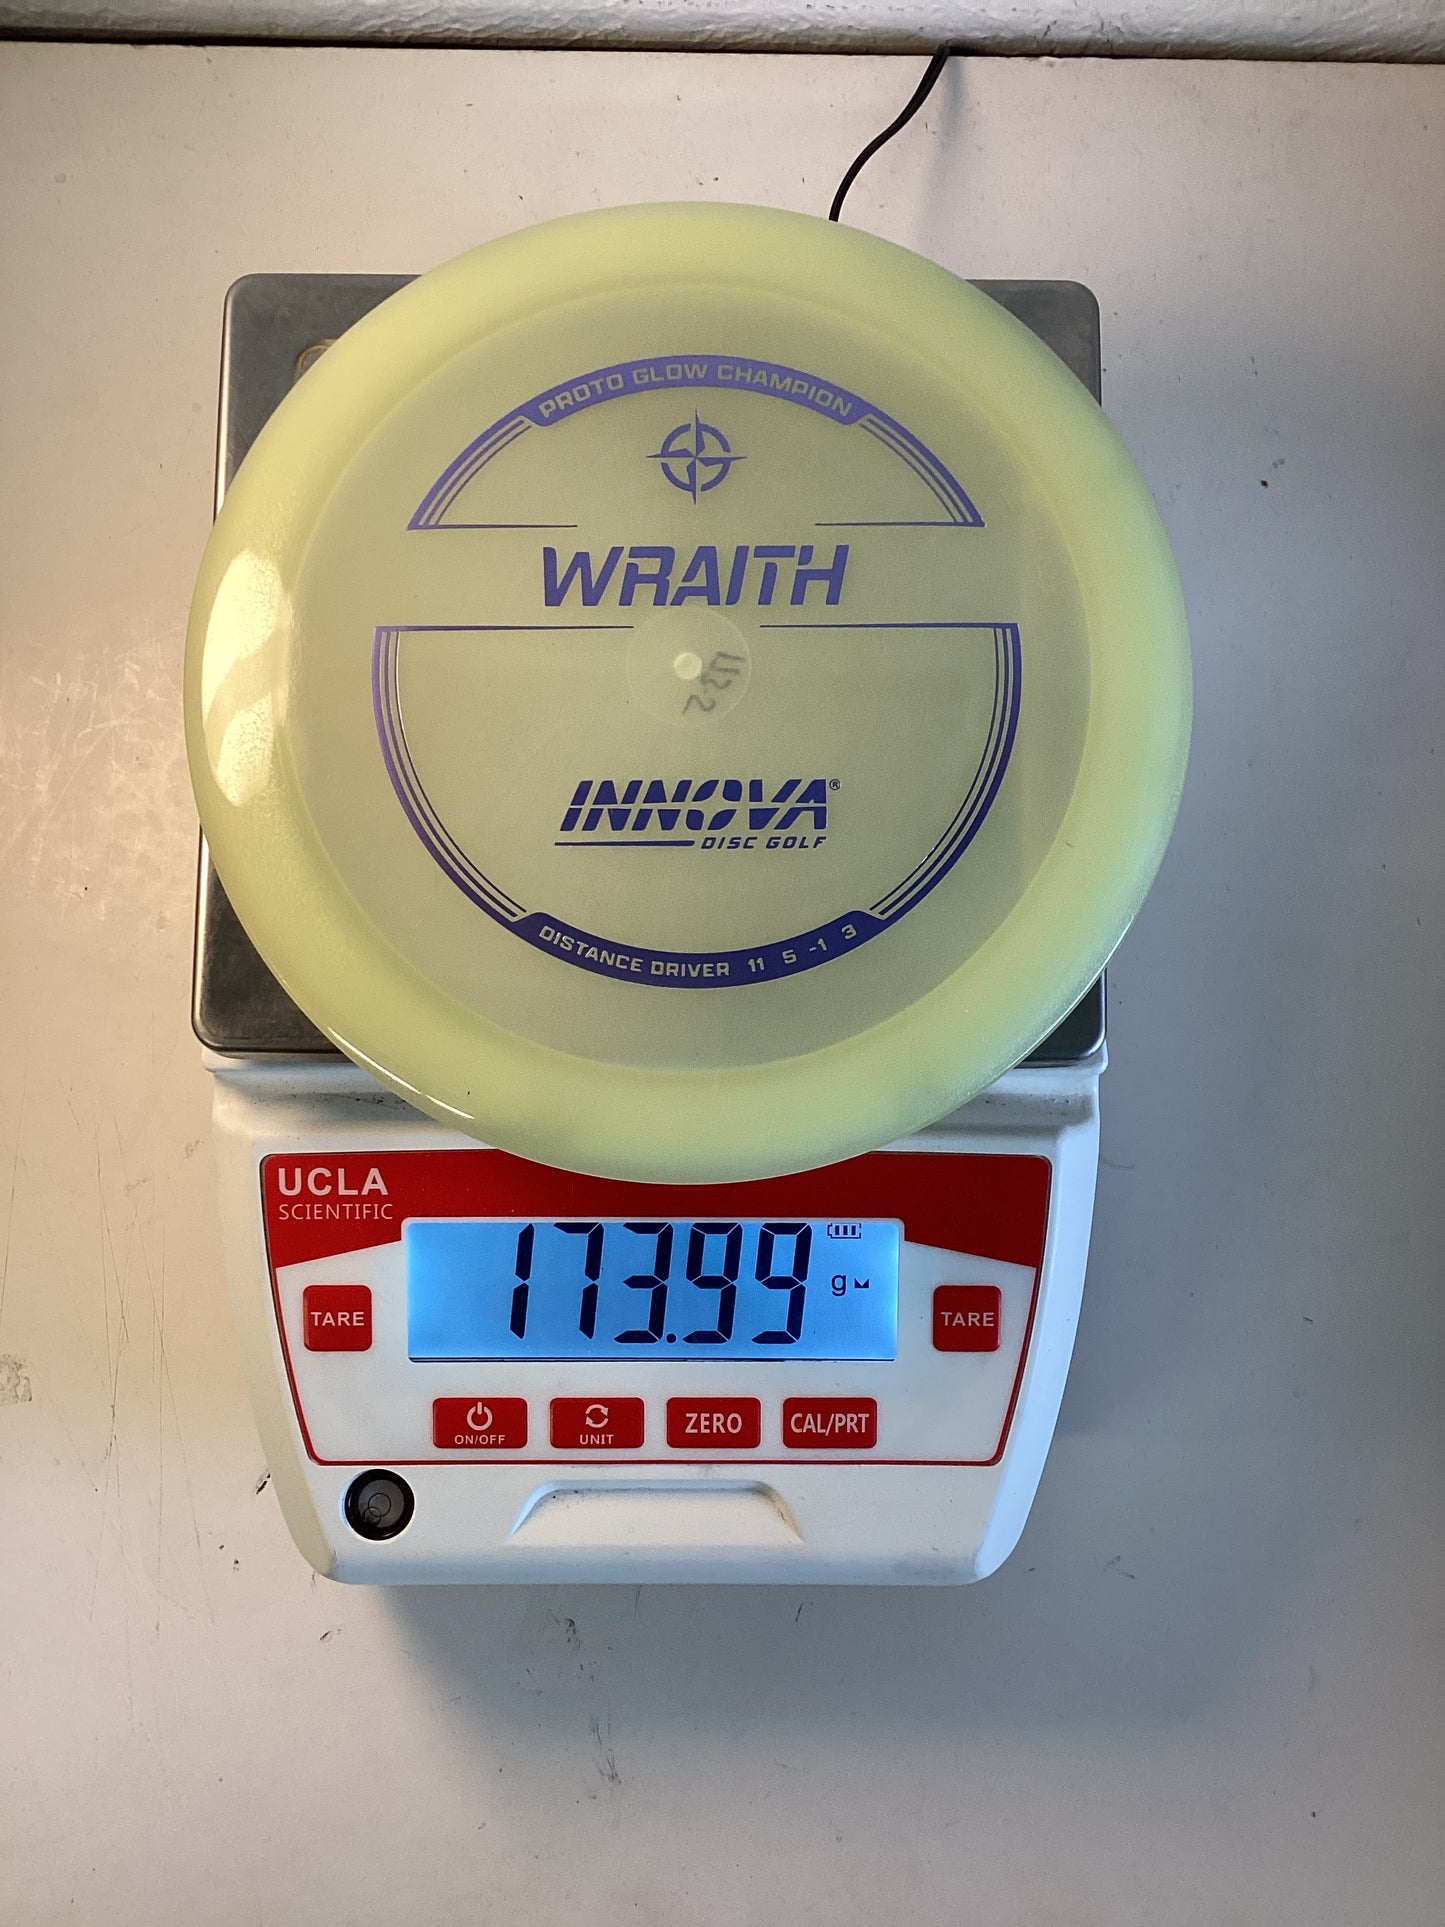 PROTO GLOW CHAMPION
WRAITH
INNOVA®
DISC GOLF
DISTANCE DRIVER 11 5 -1 3
UCLA
SCIENTIFIC
173.99 g
TARE
TARE
ON/OFF
UNIT
ZERO
CAL/PRT